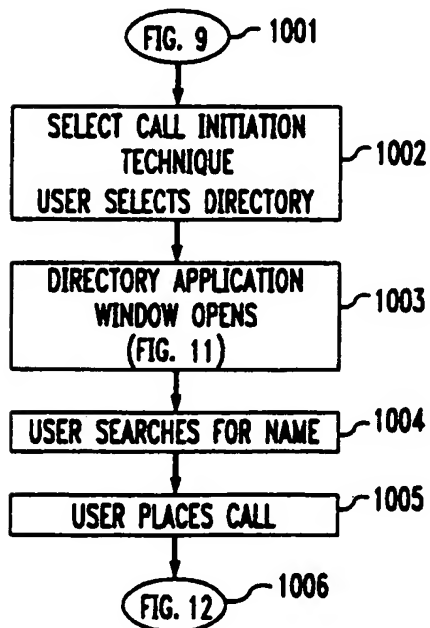 FIG. 9
1001
SELECT CALL INITIATION
TECHNIQUE
USER SELECTS DIRECTORY
1002
DIRECTORY APPLICATION
WINDOW OPENS
(FIG. 11)
1003
USER SEARCHES FOR NAME
1004
USER PLACES CALL
1005
FIG. 12
1006